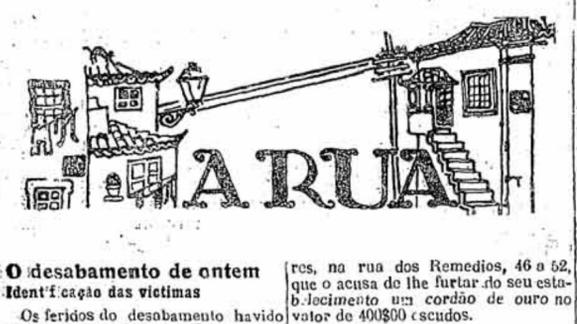 A RUA
O desabamento de ontem
Identificação das victimas
Os feridos do desabamento havido
res, na rua dos Remedios, 46 a 52,
que o acusa de lhe furtar do seu esta-
belecimento um cordão de ouro no
valor de 400$00 escudos.